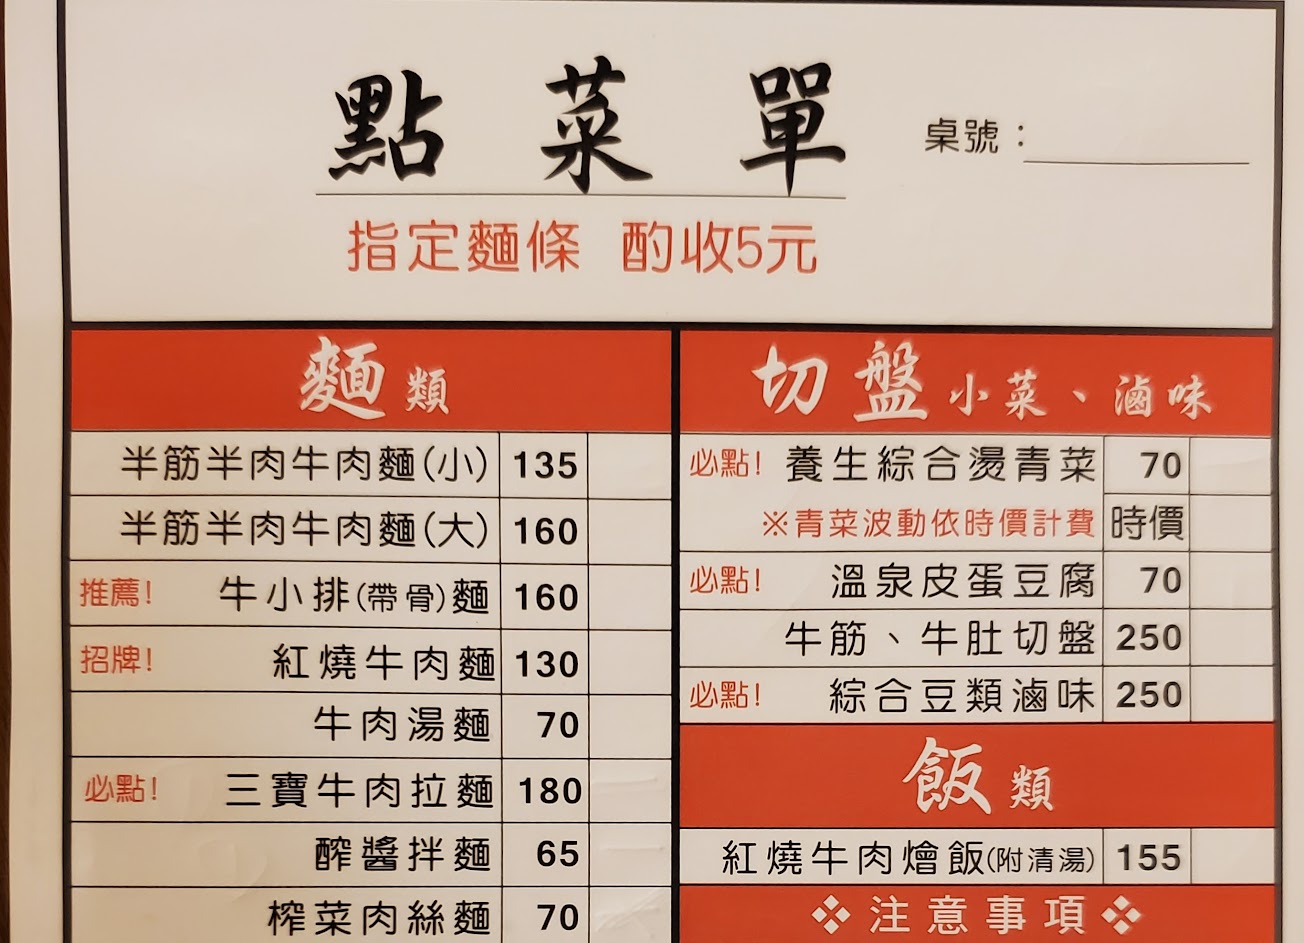 點菜單
桌號：
指定麵條 酌收5元
麵類
半筋半肉牛肉麵(小) 135
半筋半肉牛肉麵(大) 160
推薦! 牛小排(帶骨)麵 160
招牌! 紅燒牛肉麵 130
牛肉湯麵 70
必點! 三寶牛肉拉麵 180
醡醬拌麵 65
榨菜肉絲麵 70
切盤小菜、滷味
必點! 養生綜合燙青菜 70
※青菜波動依時價計費 時價
必點! 溫泉皮蛋豆腐 70
牛筋、牛肚切盤 250
必點! 綜合豆類滷味 250
飯類
紅燒牛肉燴飯(附清湯) 155
❖注意事項❖